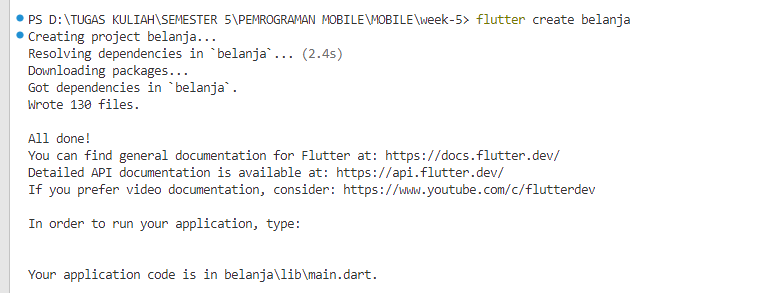 PS D:\TUGAS KULIAH\SEMESTER 5\PEMROGRAMAN MOBILE\MOBILE\week-5> flutter create belanja
Creating project belanja...
Resolving dependencies in `belanja`... (2.4s)
Downloading packages...
Got dependencies in `belanja`.
Wrote 130 files.
All done!
You can find general documentation for Flutter at: https://docs.flutter.dev/
Detailed API documentation is available at: https://api.flutter.dev/
If you prefer video documentation, consider: https://www.youtube.com/c/flutterdev
In order to run your application, type:
Your application code is in belanja\lib\main.dart.